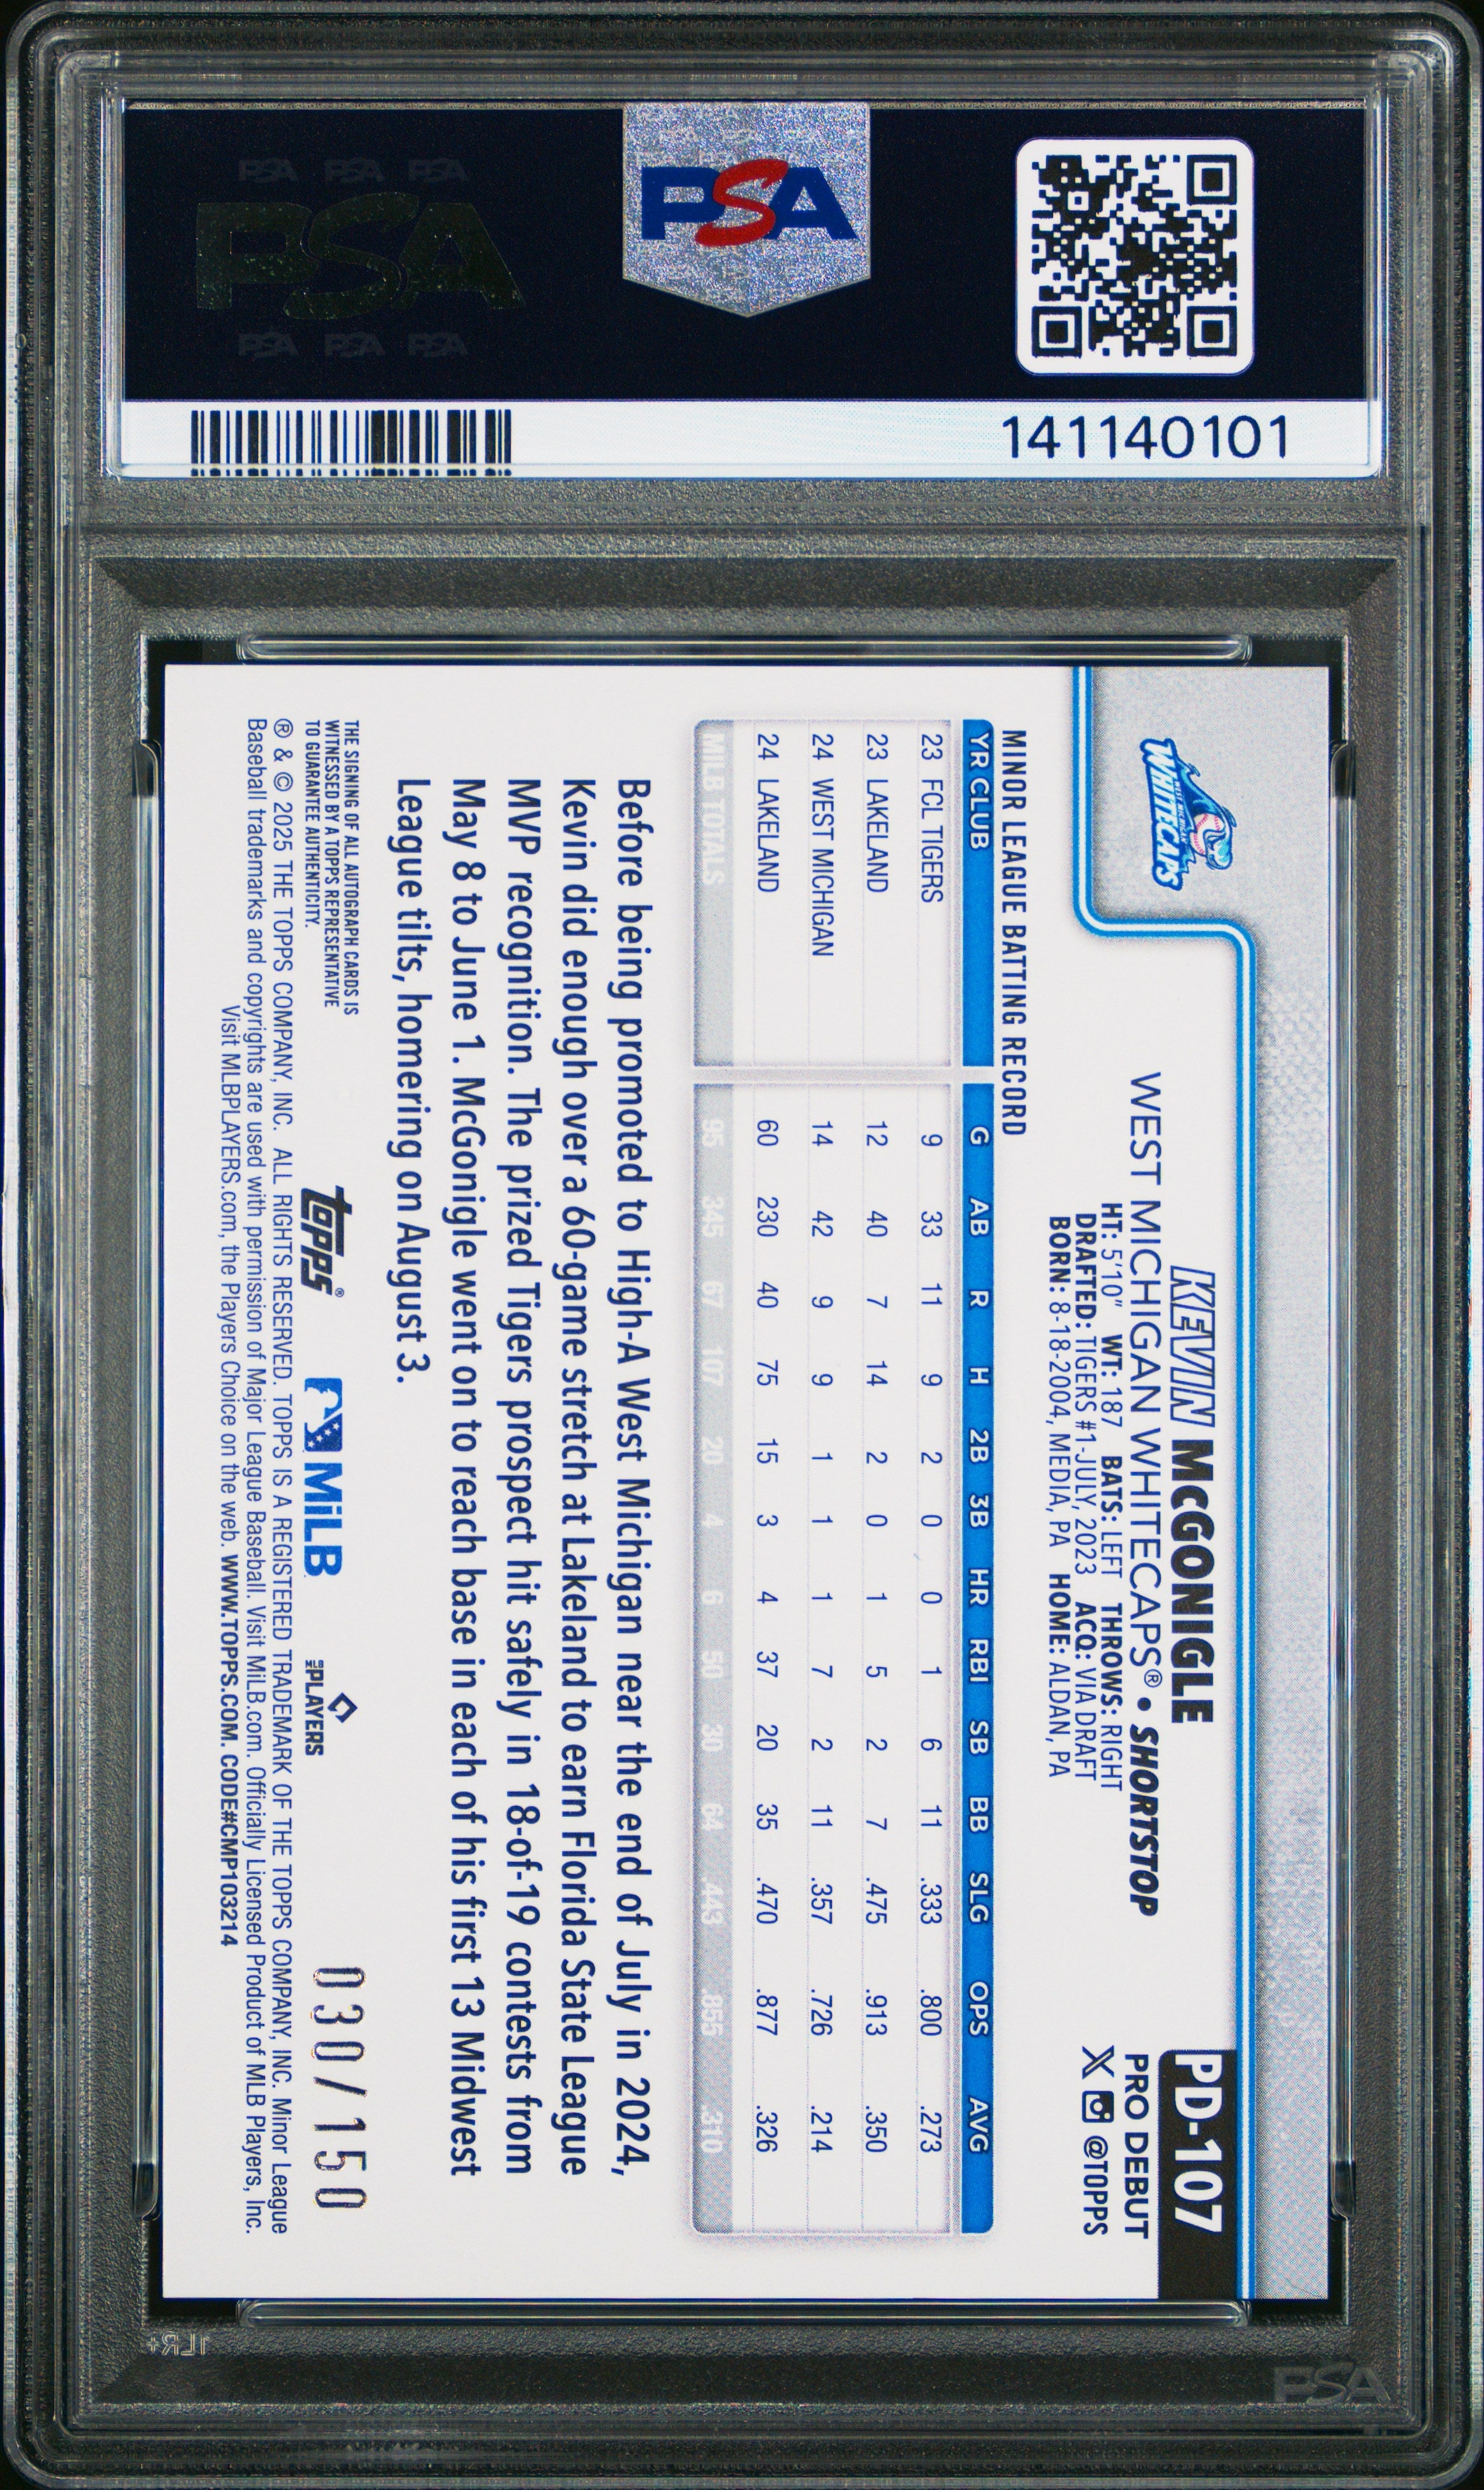 PSA PSA PSA
PSA
PSA PSA PSA
PSA
141140101
WHITECAPS
PD-107
PRO DEBUT
X @TOPPS
KEVIN McGONIGLE
WEST MICHIGAN WHITECAPS® • SHORTSTOP
HT: 5'10" WT: 187 BATS: LEFT THROWS: RIGHT
DRAFTED: TIGERS #1-JULY, 2023 ACQ: VIA DRAFT
BORN: 8-18-2004, MEDIA, PA HOME: ALDAN, PA
MINOR LEAGUE BATTING RECORD
YR CLUB G AB R H 2B 3B HR RBI SB BB SLG OPS AVG
23 FCL TIGERS 9 33 11 9 2 0 0 1 6 11 .333 .800 .273
23 LAKELAND 12 40 7 14 2 0 1 5 2 7 .475 .913 .350
24 WEST MICHIGAN 14 42 9 9 1 1 1 7 2 11 .357 .726 .214
24 LAKELAND 60 230 40 75 15 3 4 37 20 35 .470 .877 .326
MiLB TOTALS 95 345 67 107 20 4 6 50 30 64 .443 .855 .310
Before being promoted to High-A West Michigan near the end of July in 2024,
Kevin did enough over a 60-game stretch at Lakeland to earn Florida State League
MVP recognition. The prized Tigers prospect hit safely in 18-of-19 contests from
May 8 to June 1. McGonigle went on to reach base in each of his first 13 Midwest
League tilts, homering on August 3.
THE SIGNING OF ALL AUTOGRAPH CARDS IS
WITNESSED BY A TOPPS REPRESENTATIVE
TO GUARANTEE AUTHENTICITY.
topps®
MiLB
MLB PLAYERS
030/150
® & © 2025 THE TOPPS COMPANY, INC. ALL RIGHTS RESERVED. TOPPS IS A REGISTERED TRADEMARK OF THE TOPPS COMPANY, INC. Minor League
Baseball trademarks and copyrights are used with permission of Major League Baseball. Visit MiLB.com. Officially Licensed Product of MLB Players, Inc.
Visit MLBPLAYERS.com, the Players Choice on the web. WWW.TOPPS.COM. CODE#CMP103214
PSA